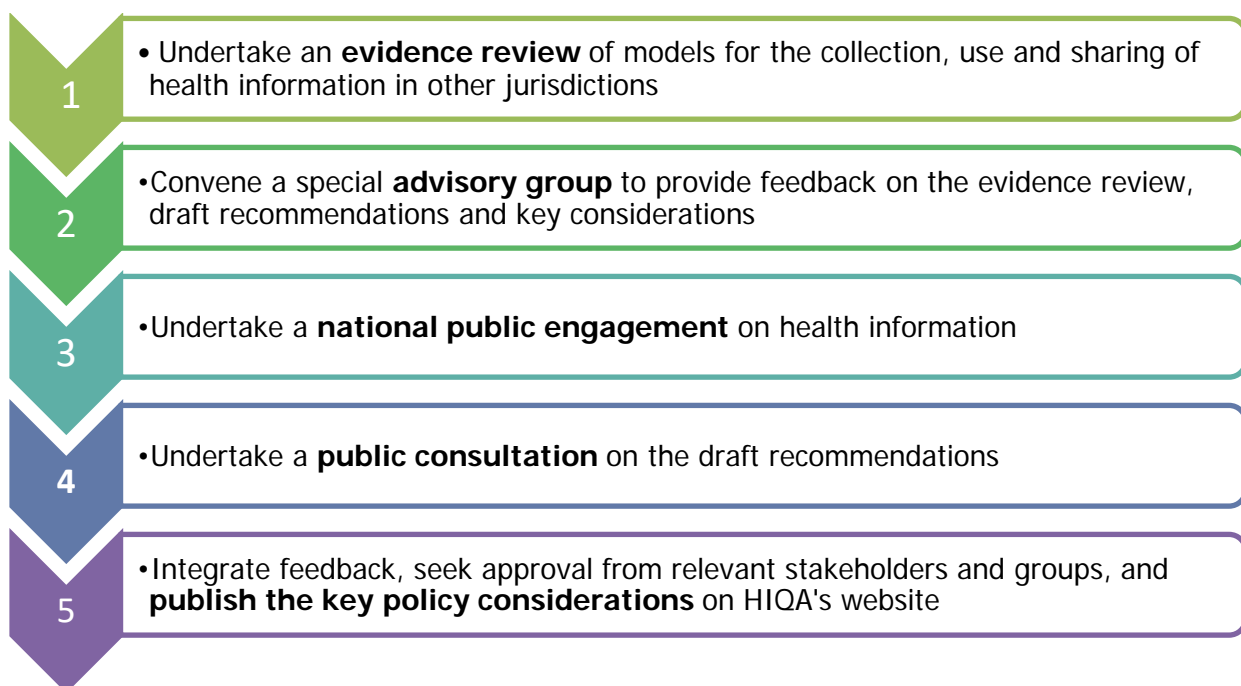 1
• Undertake an evidence review of models for the collection, use and sharing of
health information in other jurisdictions
2
•Convene a special advisory group to provide feedback on the evidence review,
draft recommendations and key considerations
3
•Undertake a national public engagement on health information
4
•Undertake a public consultation on the draft recommendations
5
•Integrate feedback, seek approval from relevant stakeholders and groups, and
publish the key policy considerations on HIQA's website